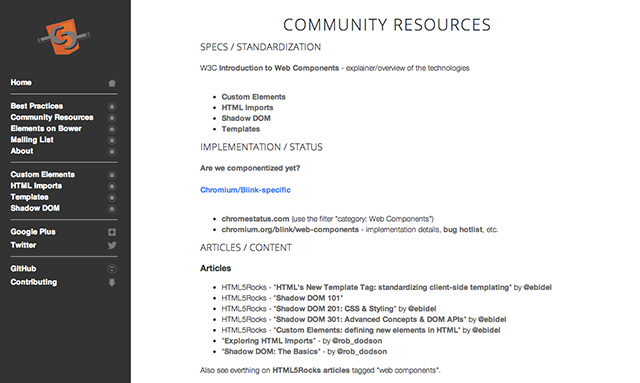 5
Home
Best Practices
Community Resources
Elements on Bower
Mailing List
About
Custom Elements
HTML Imports
Templates
Shadow DOM
Google Plus
Twitter
GitHub
Contributing
COMMUNITY RESOURCES
SPECS / STANDARDIZATION
W3C Introduction to Web Components - explainer/overview of the technologies
• Custom Elements
• HTML Imports
• Shadow DOM
• Templates
IMPLEMENTATION / STATUS
Are we componentized yet?
Chromium/Blink-specific
• chromestatus.com (use the filter "category: Web Components")
• chromium.org/blink/web-components - implementation details, bug hotlist, etc.
ARTICLES / CONTENT
Articles
• HTML5Rocks - "HTML's New Template Tag: standardizing client-side templating" by @ebidel
• HTML5Rocks - "Shadow DOM 101"
• HTML5Rocks - "Shadow DOM 201: CSS & Styling" by @ebidel
• HTML5Rocks - "Shadow DOM 301: Advanced Concepts & DOM APIs" by @ebidel
• HTML5Rocks - "Custom Elements: defining new elements in HTML" by @ebidel
• "Exploring HTML Imports" - by @rob_dodson
• "Shadow DOM: The Basics" - by @rob_dodson
Also see everthing on HTML5Rocks articles tagged "web components".